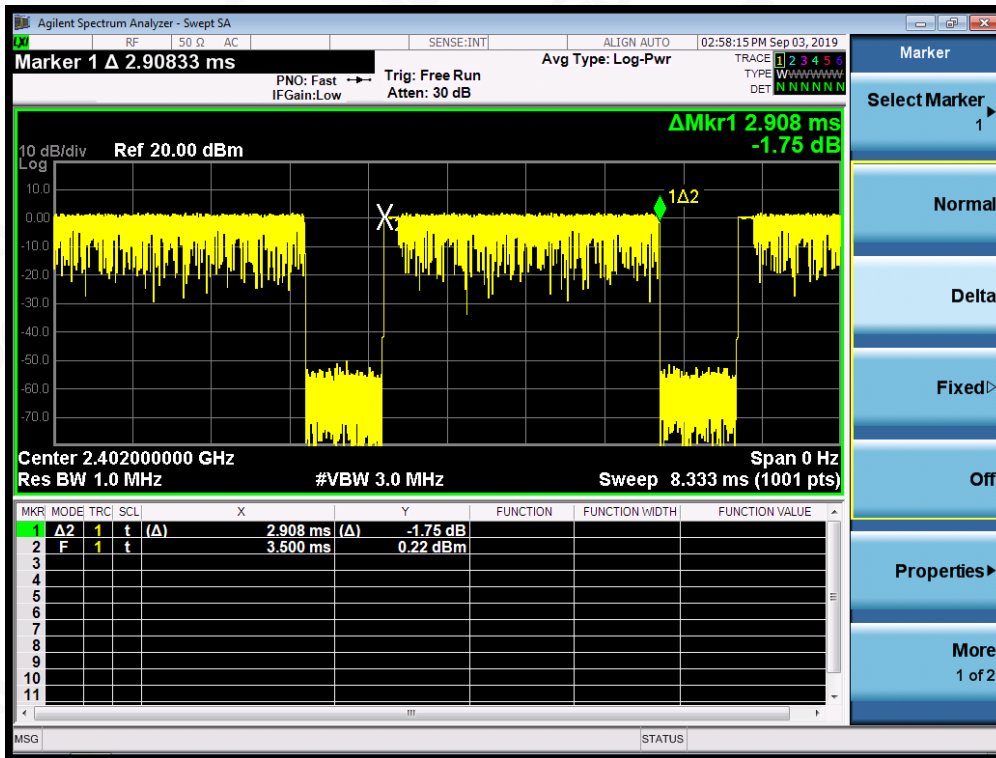 Agilent Spectrum Analyzer - Swept SA
LXI RF 50 Ω AC SENSE:INT ALIGN AUTO 02:58:15 PM Sep 03, 2019
Marker 1 Δ 2.90833 ms
PNO: Fast
IFGain:Low
Trig: Free Run
Atten: 30 dB
Avg Type: Log-Pwr
TRACE 1 2 3 4 5 6
TYPE WWWWWWW
DET N N N N N N
ΔMkr1 2.908 ms
-1.75 dB
10 dB/div Ref 20.00 dBm
Log
10.0
0.00
-10.0
-20.0
-30.0
-40.0
-50.0
-60.0
-70.0
X2
1Δ2
Center 2.402000000 GHz Span 0 Hz
Res BW 1.0 MHz #VBW 3.0 MHz Sweep 8.333 ms (1001 pts)
MKR MODE TRC SCL X Y FUNCTION FUNCTION WIDTH FUNCTION VALUE
1 Δ2 1 t (Δ) 2.908 ms (Δ) -1.75 dB
2 F 1 t 3.500 ms 0.22 dBm
3
4
5
6
7
8
9
10
11
MSG STATUS
Marker
Select Marker
1
Normal
Delta
Fixed
Off
Properties
More
1 of 2